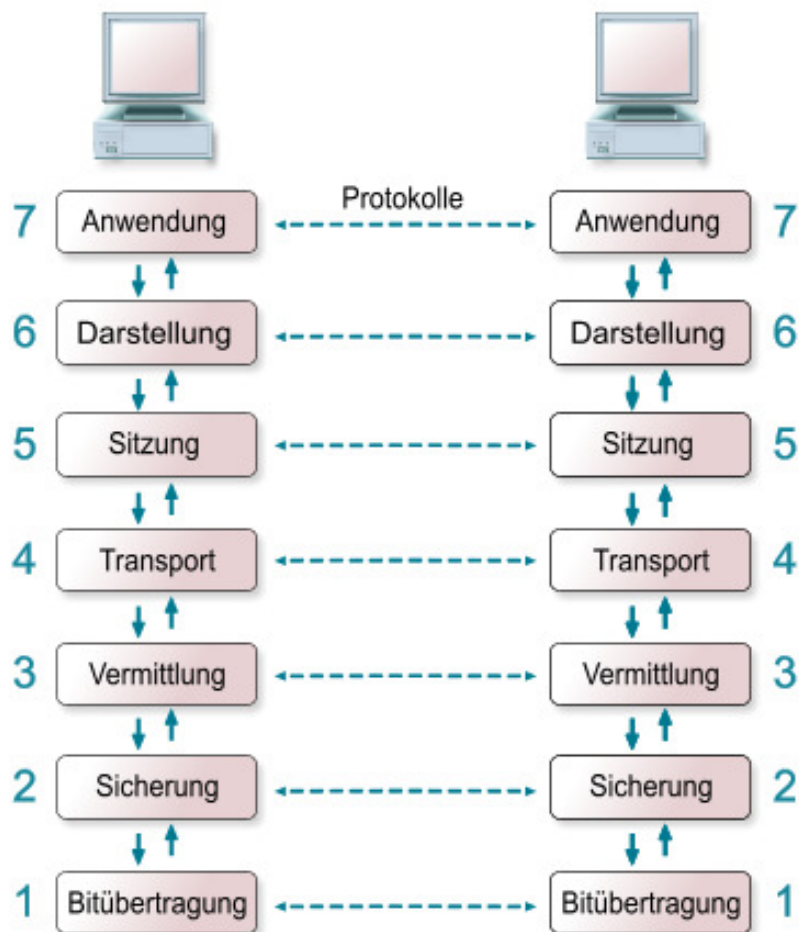 Protokolle
7 Anwendung Anwendung 7
6 Darstellung Darstellung 6
5 Sitzung Sitzung 5
4 Transport Transport 4
3 Vermittlung Vermittlung 3
2 Sicherung Sicherung 2
1 Bitübertragung Bitübertragung 1